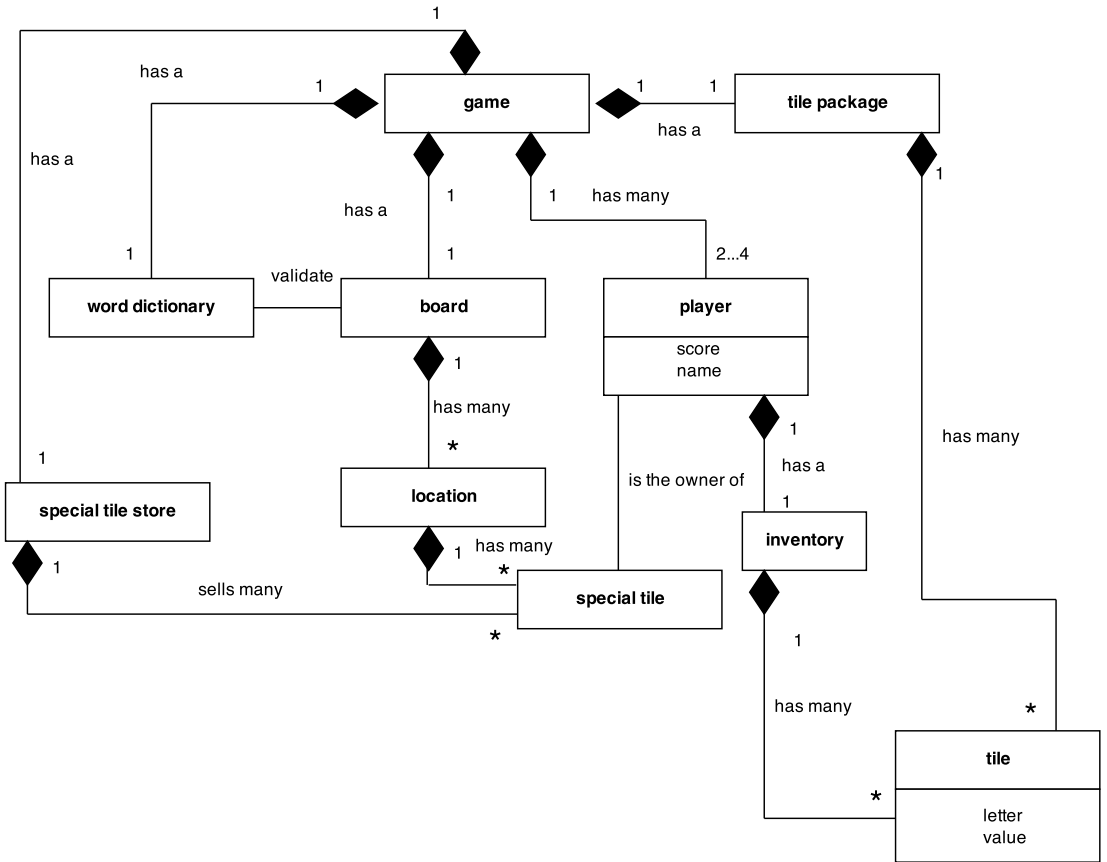 1
has a
1
game
1
1
tile package
has a
has a
1
has a
1
1
has many
1
1
1
2...4
validate
word dictionary
board
player
score
name
1
has many
*
1
has many
1
has a
is the owner of
1
special tile store
location
1
has many
*
inventory
1
sells many
special tile
*
1
has many
*
tile
*
letter
value